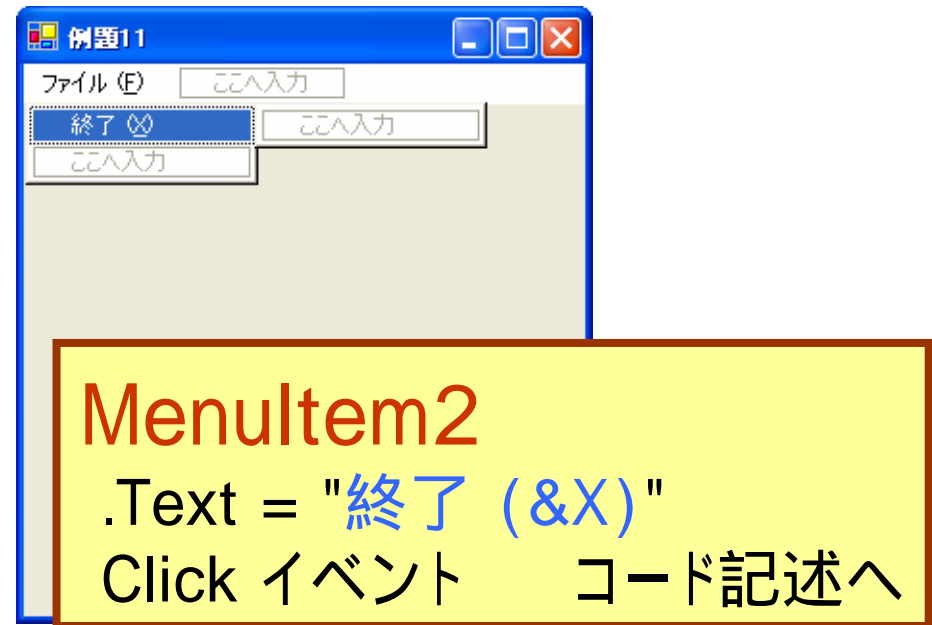 例題11
ファイル (F) ここへ入力
終了 (X) ここへ入力
ここへ入力
MenuItem2
.Text = "終了 (&X)"
Click イベント コード記述へ